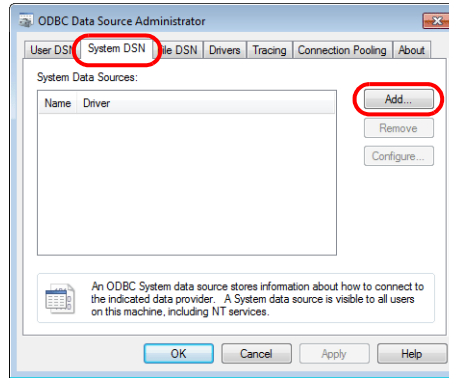 ODBC Data Source Administrator
User DSN System DSN File DSN Drivers Tracing Connection Pooling About
System Data Sources:
Name Driver
Add...
Remove
Configure...
An ODBC System data source stores information about how to connect to
the indicated data provider. A System data source is visible to all users
on this machine, including NT services.
OK Cancel Apply Help